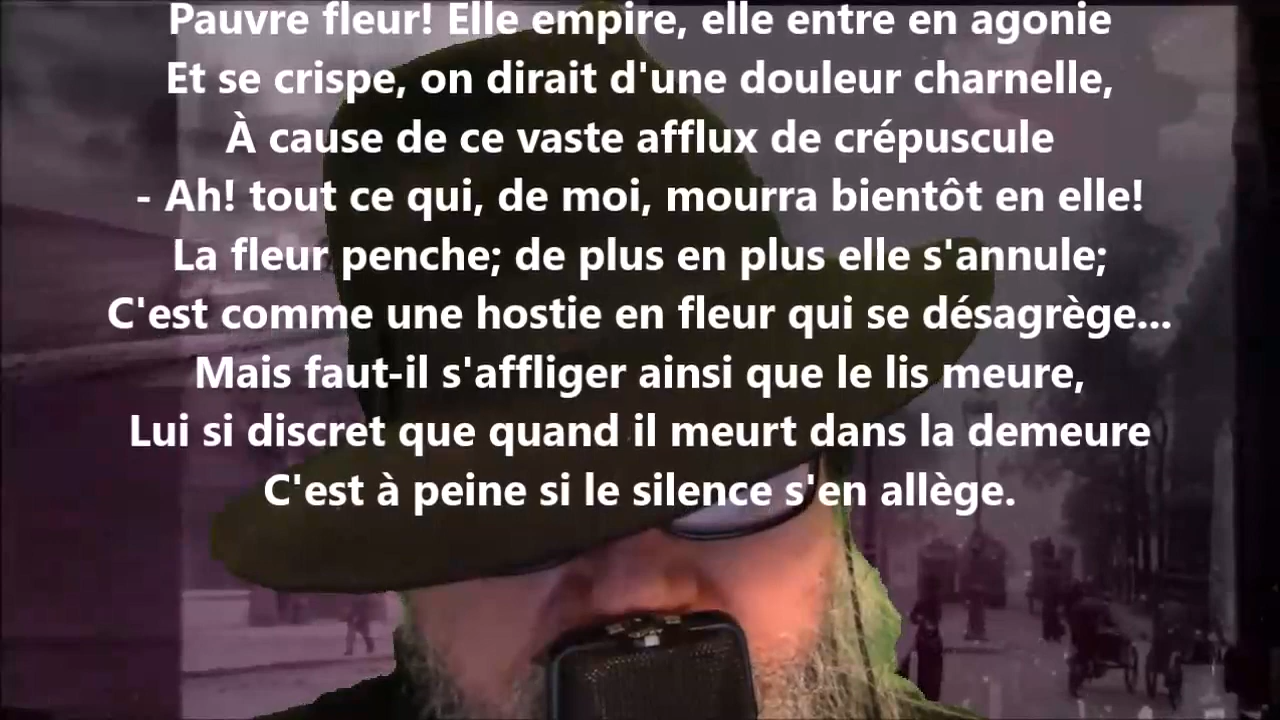 Pauvre fleur! Elle empire, elle entre en agonie
Et se crispe, on dirait d'une douleur charnelle,
À cause de ce vaste afflux de crépuscule
- Ah! tout ce qui, de moi, mourra bientôt en elle!
La fleur penche; de plus en plus elle s'annule;
C'est comme une hostie en fleur qui se désagrège...
Mais faut-il s'affliger ainsi que le lis meure,
Lui si discret que quand il meurt dans la demeure
C'est à peine si le silence s'en allège.